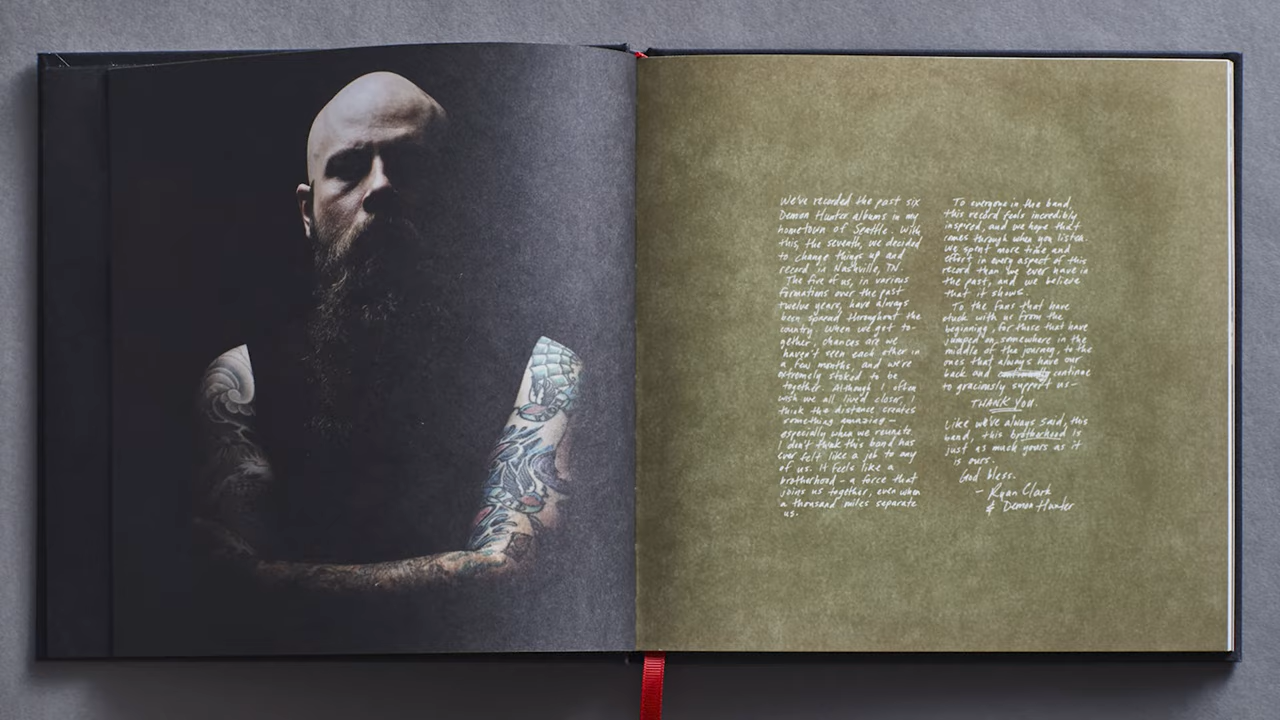 We've recorded the past six
Demon Hunter albums in my
hometown of Seattle. With
this, the seventh, we decided
to change things up and
record in Nashville, TN.
The five of us, in various
formations over the past
twelve years, have always
been spread throughout the
country. When we get to-
gether, chances are we
haven't seen each other in
a few months, and we're
extremely stoked to be
together. Although I often
wish we all lived closer, I
think the distance creates
something amazing –
especially when we reunite.
I don't think this band has
ever felt like a job to any
of us. It feels like a
brotherhood – a force that
joins us together, even when
a thousand miles separate
us.
To everyone in the band,
this record feels incredibly
inspired, and we hope that
comes through when you listen.
We spent more time and
effort in every aspect of this
record than we ever have in
the past, and we believe
that it shows.
To the fans that have
stuck with us from the
beginning, for those that have
jumped on somewhere in the
middle of the journey, to the
ones that always have our
back and continue
to graciously support us –
THANK YOU.
Like we've always said, this
band, this brotherhood is
just as much yours as it
is ours.
God bless.
– Ryan Clark
& Demon Hunter